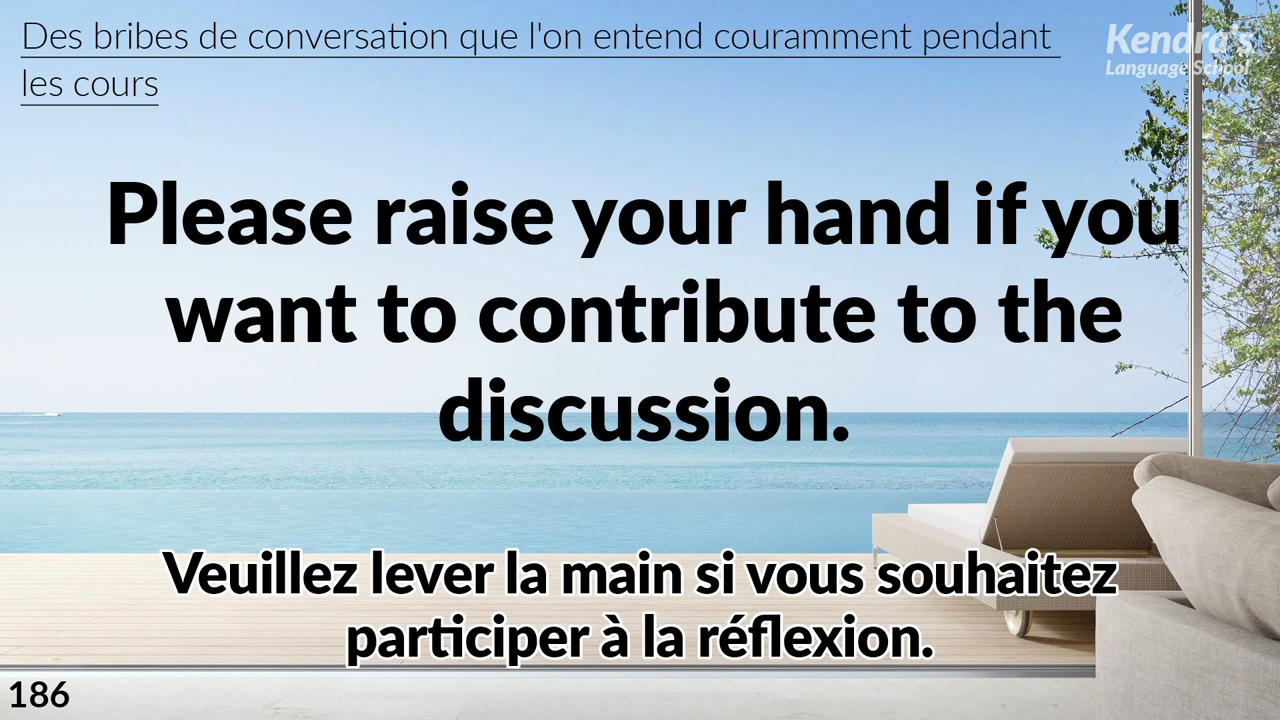 Des bribes de conversation que l'on entend couramment pendant
les cours
Kendra's
Language School
Please raise your hand if you
want to contribute to the
discussion.
Veuillez lever la main si vous souhaitez
participer à la réflexion.
186